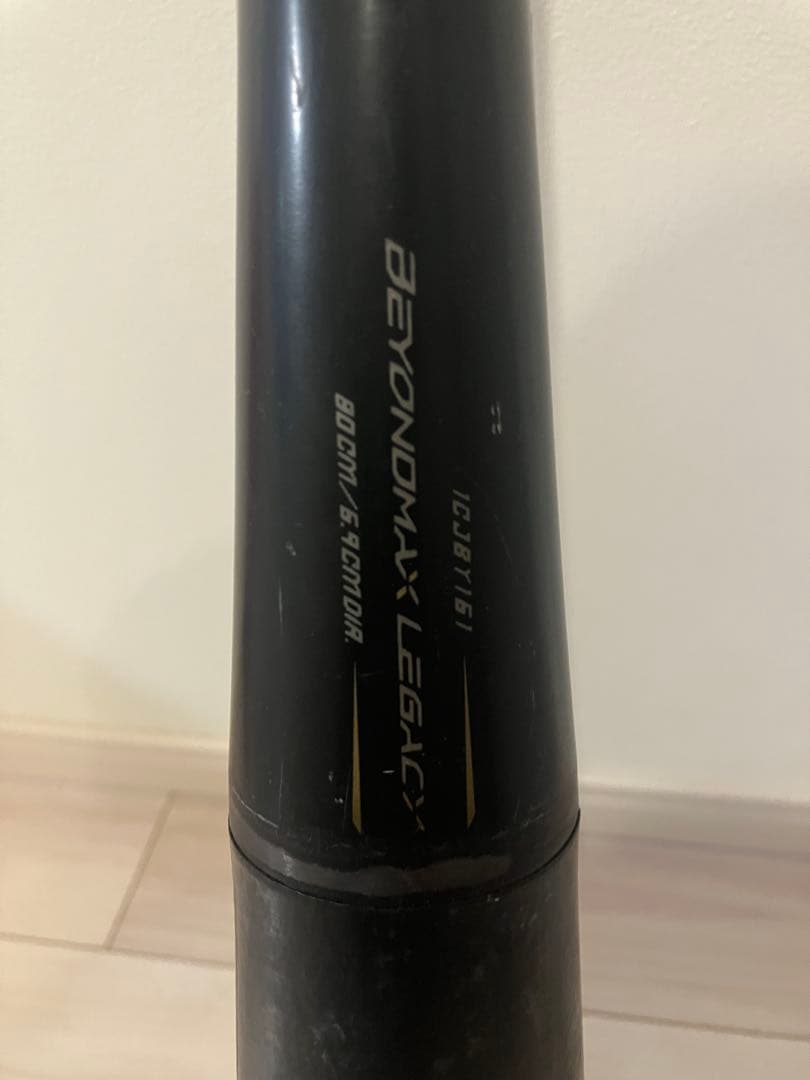 1CJBY161
BEYONDMAX LEGACY
80CM/6.9CM DIA.